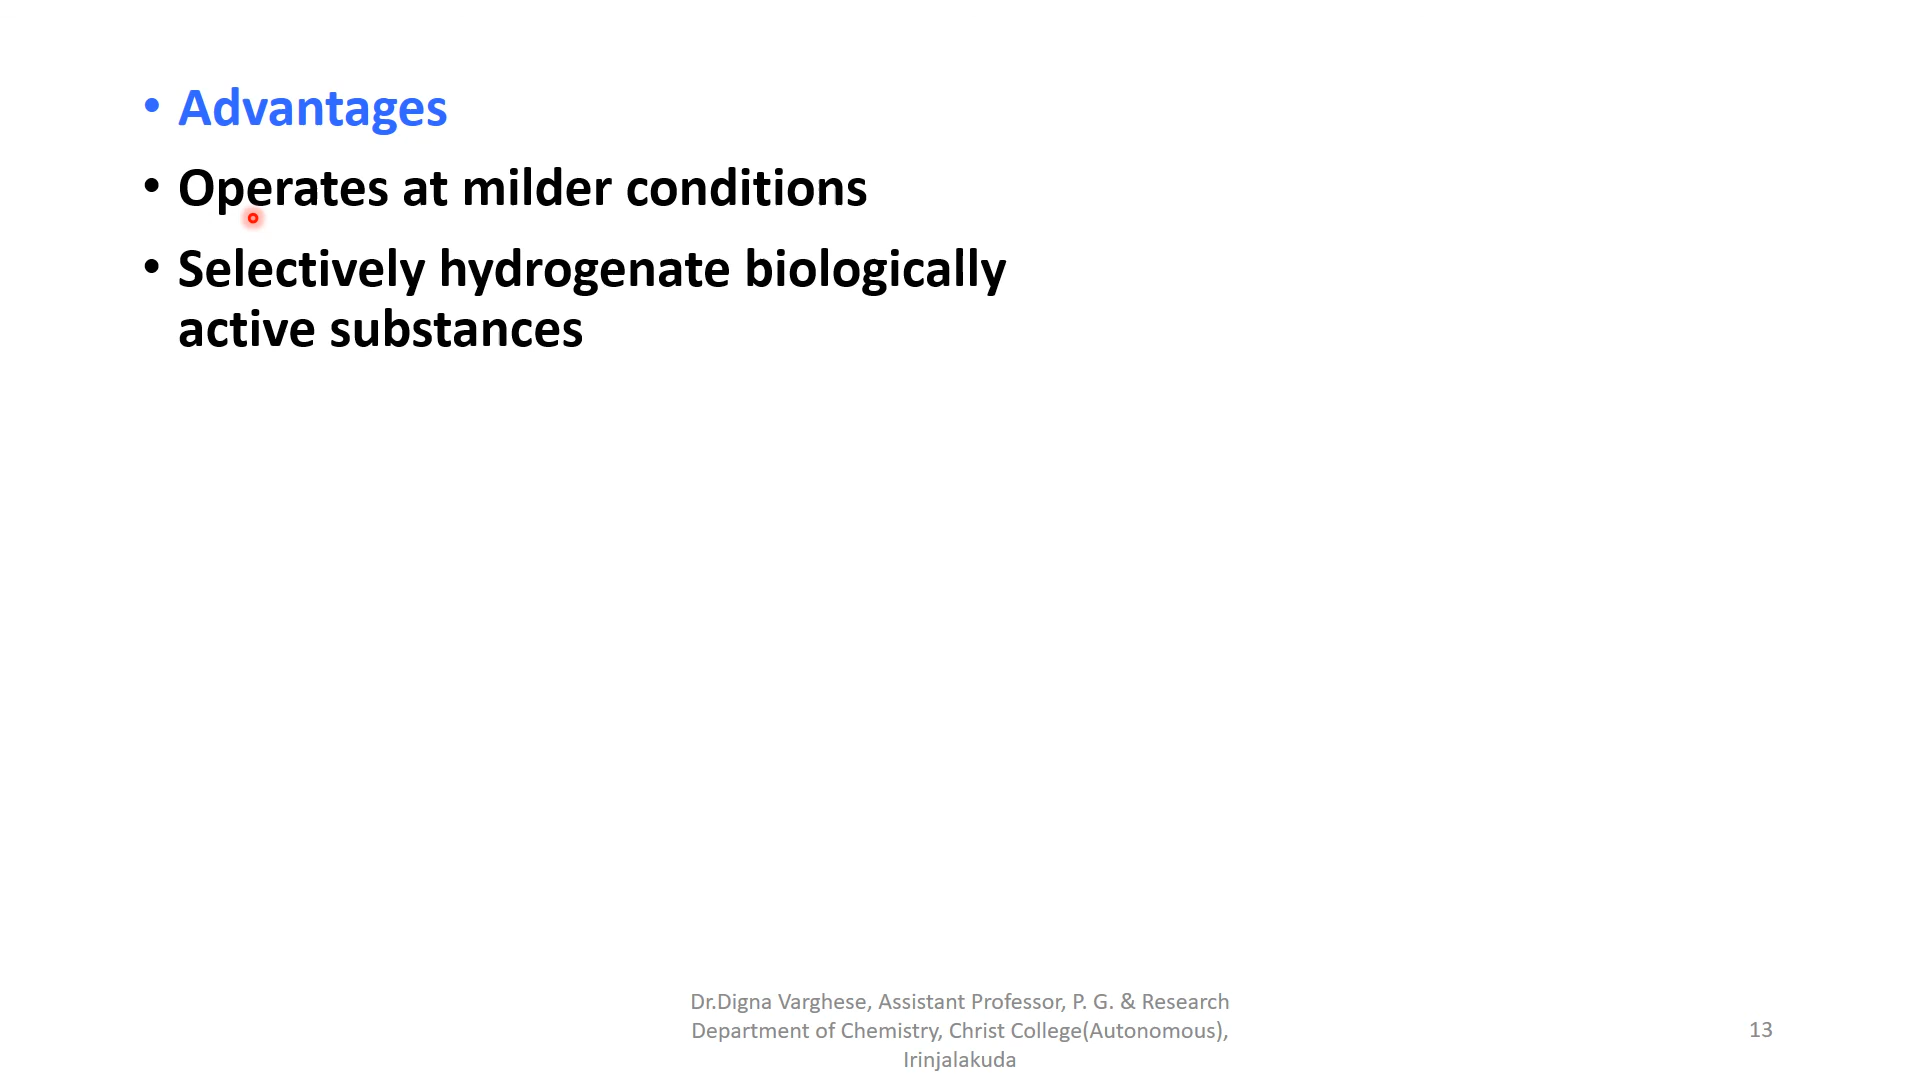 • Advantages
• Operates at milder conditions
• Selectively hydrogenate biologically
active substances
Dr.Digna Varghese, Assistant Professor, P. G. & Research
Department of Chemistry, Christ College(Autonomous),
Irinjalakuda
13